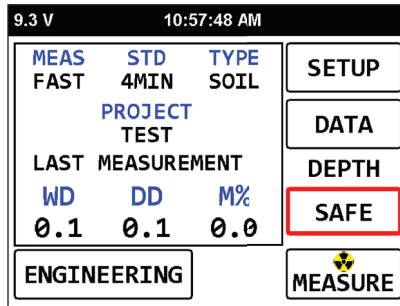 9.3 V 10:57:48 AM
MEAS STD TYPE
FAST 4MIN SOIL
PROJECT
TEST
LAST MEASUREMENT
WD DD M%
0.1 0.1 0.0
ENGINEERING
SETUP
DATA
DEPTH
SAFE
MEASURE